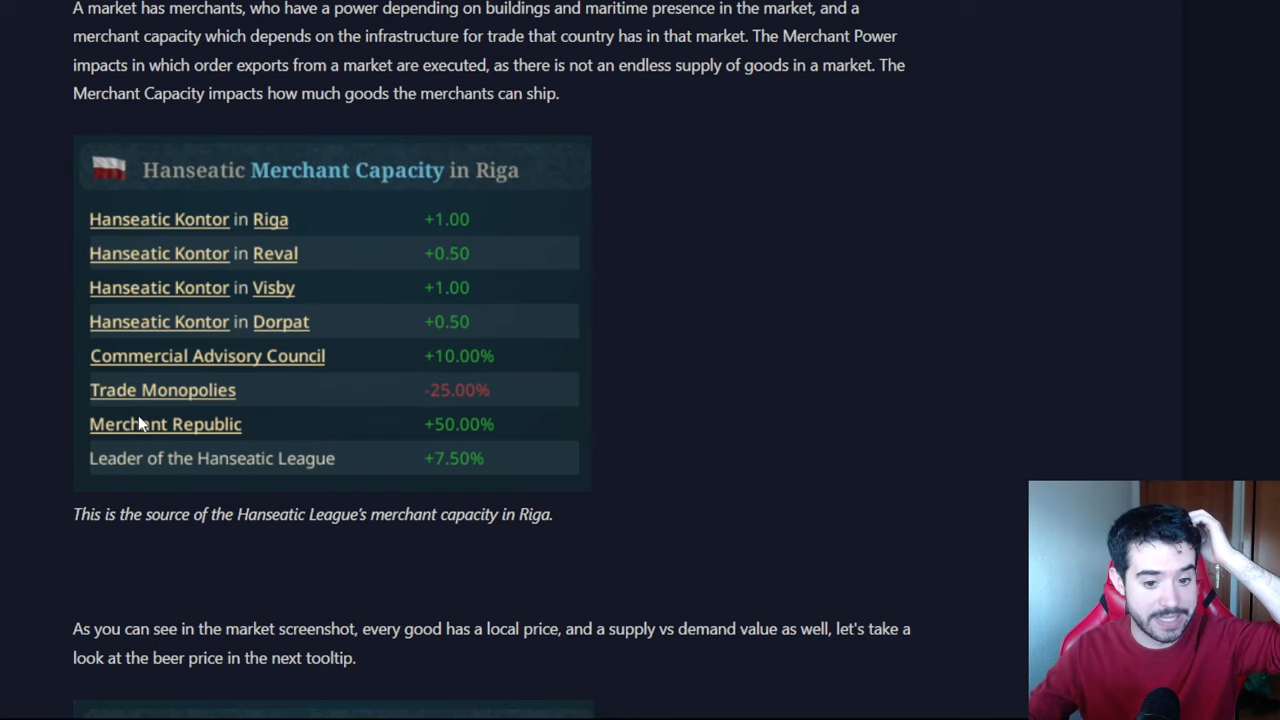 A market has merchants, who have a power depending on buildings and maritime presence in the market, and a
merchant capacity which depends on the infrastructure for trade that country has in that market. The Merchant Power
impacts in which order exports from a market are executed, as there is not an endless supply of goods in a market. The
Merchant Capacity impacts how much goods the merchants can ship.
Hanseatic Merchant Capacity in Riga
Hanseatic Kontor in Riga +1.00
Hanseatic Kontor in Reval +0.50
Hanseatic Kontor in Visby +1.00
Hanseatic Kontor in Dorpat +0.50
Commercial Advisory Council +10.00%
Trade Monopolies -25.00%
Merchant Republic +50.00%
Leader of the Hanseatic League +7.50%
This is the source of the Hanseatic League's merchant capacity in Riga.
As you can see in the market screenshot, every good has a local price, and a supply vs demand value as well, let's take a
look at the beer price in the next tooltip.